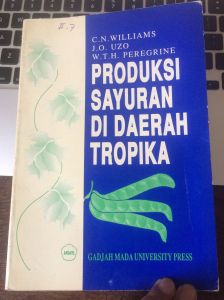 C.N. WILLIAMS
J.O. UZO
W.T.H. PEREGRINE
PRODUKSI
SAYURAN
DI DAERAH
TROPIKA
GADJAH MADA UNIVERSITY PRESS